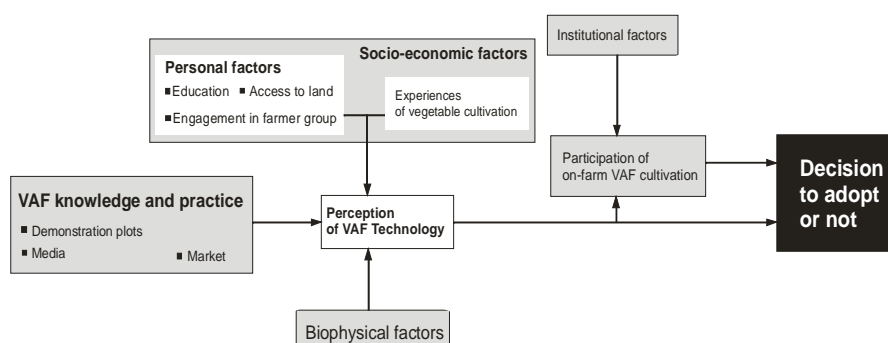 Institutional factors
Socio-economic factors
Personal factors
▪Education ▪ Access to land
▪Engagement in farmer group
Experiences
of vegetable cultivation
Participation of
on-farm VAF cultivation
Decision
to adopt
or not
VAF knowledge and practice
▪ Demonstration plots
▪ Media ▪ Market
Perception
of VAF Technology
Biophysical factors